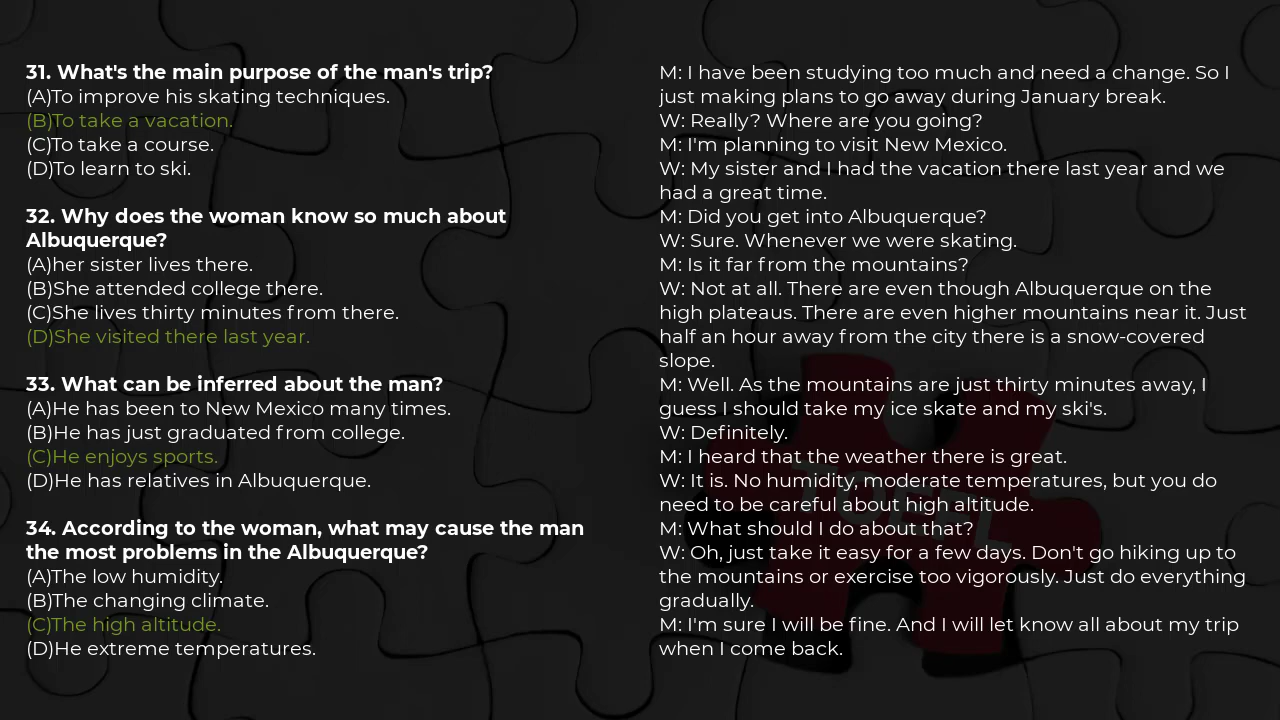 31. What's the main purpose of the man's trip?
(A)To improve his skating techniques.
(B)To take a vacation.
(C)To take a course.
(D)To learn to ski.
32. Why does the woman know so much about
Albuquerque?
(A)her sister lives there.
(B)She attended college there.
(C)She lives thirty minutes from there.
(D)She visited there last year.
33. What can be inferred about the man?
(A)He has been to New Mexico many times.
(B)He has just graduated from college.
(C)He enjoys sports.
(D)He has relatives in Albuquerque.
34. According to the woman, what may cause the man
the most problems in the Albuquerque?
(A)The low humidity.
(B)The changing climate.
(C)The high altitude.
(D)He extreme temperatures.
M: I have been studying too much and need a change. So I
just making plans to go away during January break.
W: Really? Where are you going?
M: I'm planning to visit New Mexico.
W: My sister and I had the vacation there last year and we
had a great time.
M: Did you get into Albuquerque?
W: Sure. Whenever we were skating.
M: Is it far from the mountains?
W: Not at all. There are even though Albuquerque on the
high plateaus. There are even higher mountains near it. Just
half an hour away from the city there is a snow-covered
slope.
M: Well. As the mountains are just thirty minutes away, I
guess I should take my ice skate and my ski's.
W: Definitely.
M: I heard that the weather there is great.
W: It is. No humidity, moderate temperatures, but you do
need to be careful about high altitude.
M: What should I do about that?
W: Oh, just take it easy for a few days. Don't go hiking up to
the mountains or exercise too vigorously. Just do everything
gradually.
M: I'm sure I will be fine. And I will let know all about my trip
when I come back.